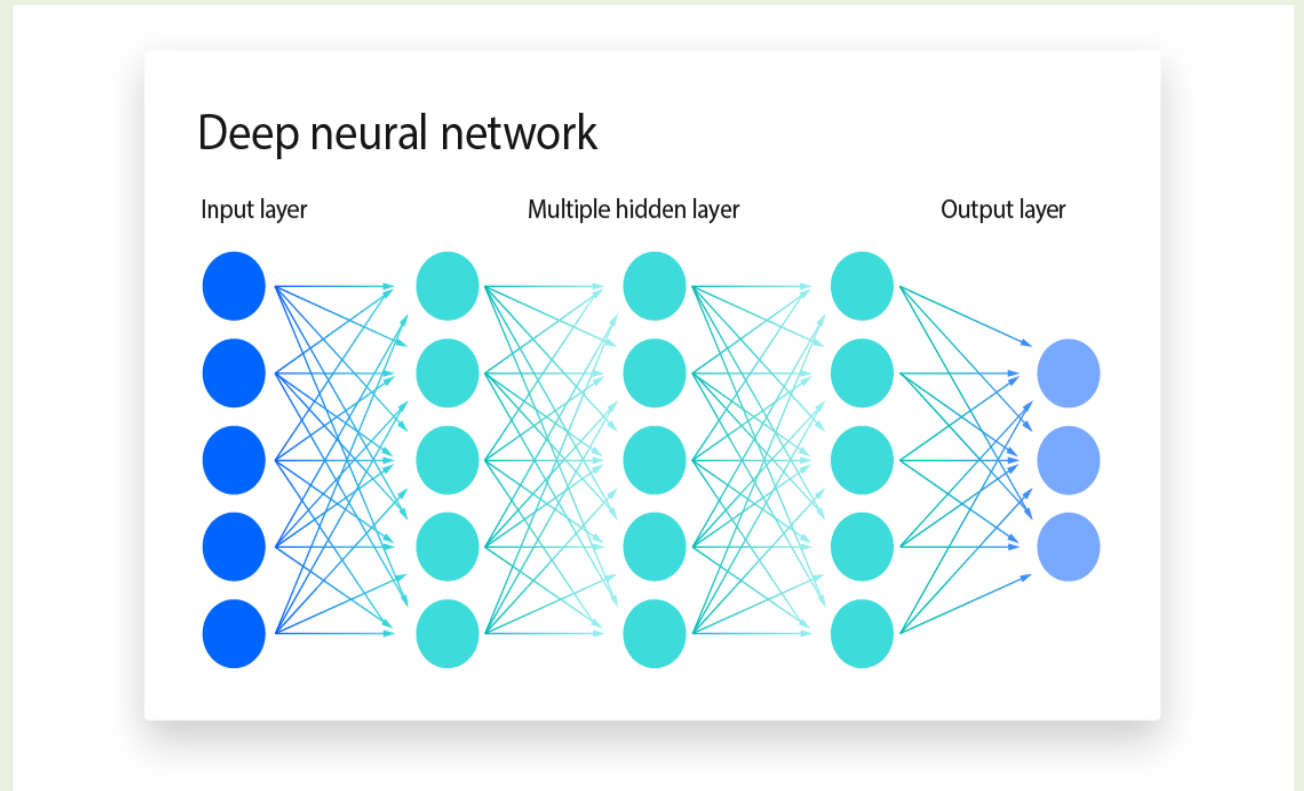 Deep neural network
Input layer
Multiple hidden layer
Output layer